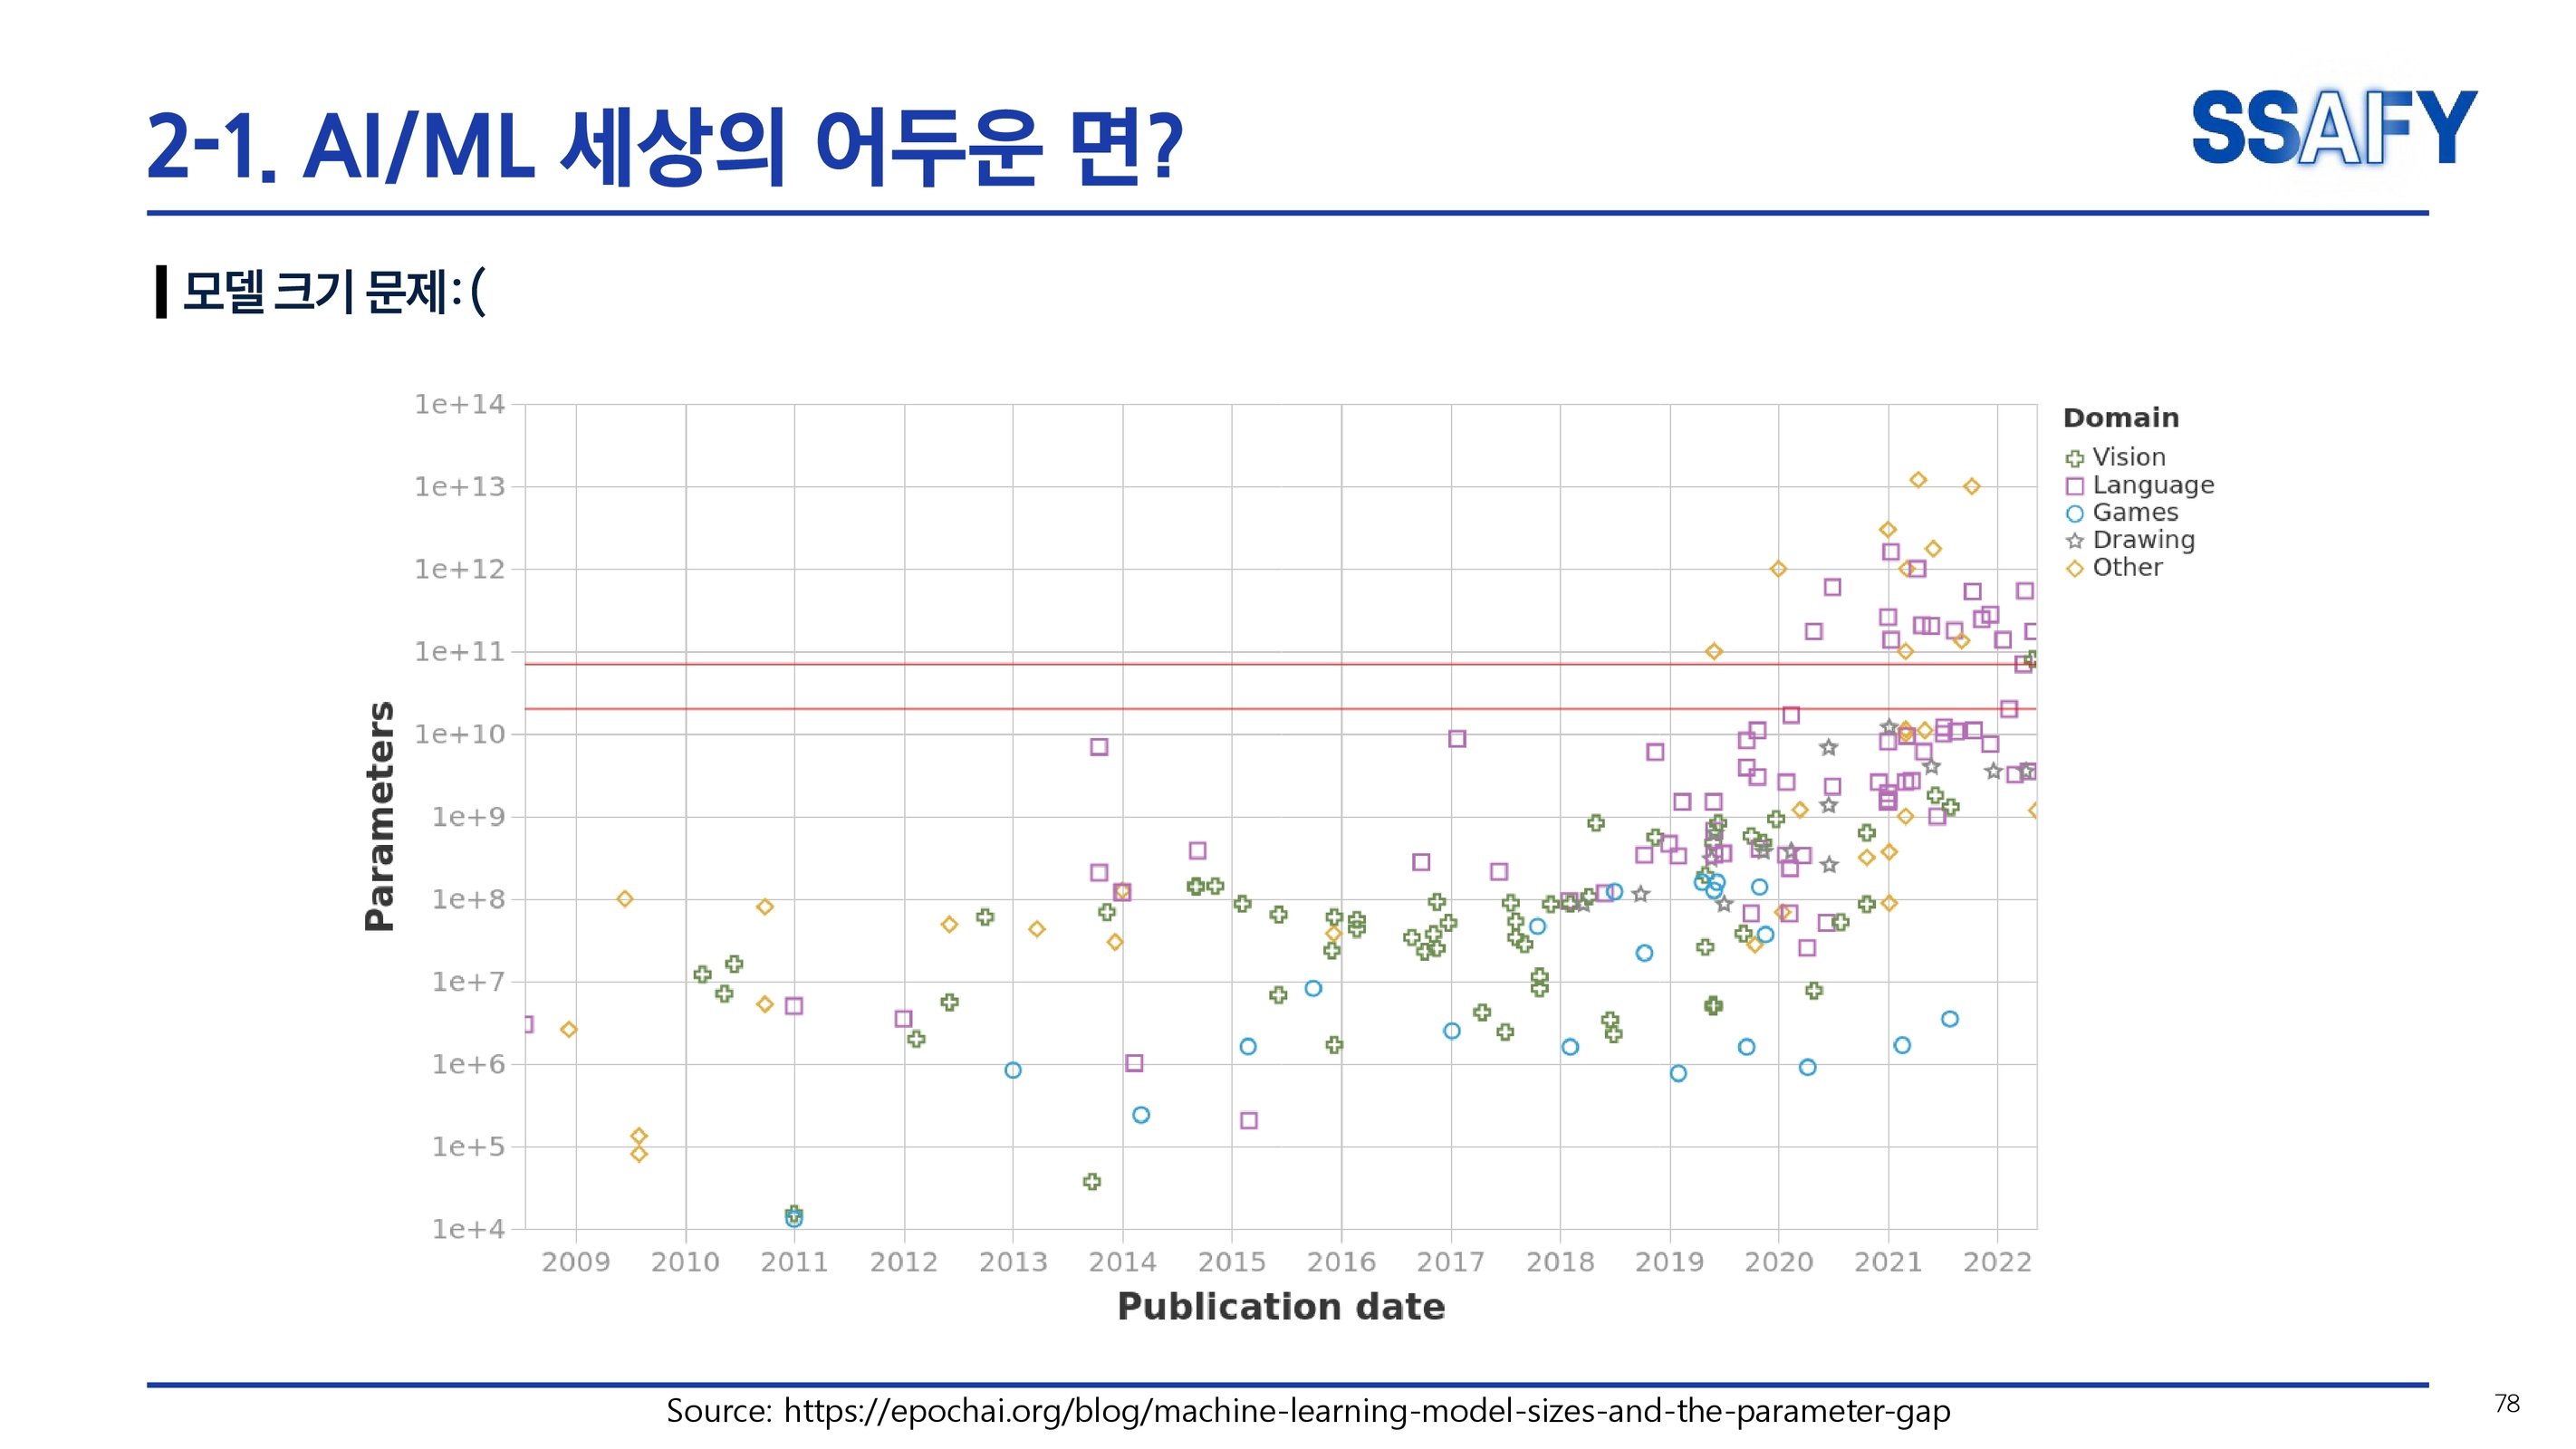 2-1. AI/ML 세상의 어두운 면?
SSAFY
모델 크기 문제:(
1e+14
1e+13
1e+12
1e+11
1e+10
1e+9
1e+8
1e+7
1e+6
1e+5
1e+4
Parameters
2009 2010 2011 2012 2013 2014 2015 2016 2017 2018 2019 2020 2021 2022
Publication date
Domain
Vision
Language
Games
Drawing
Other
Source: https://epochai.org/blog/machine-learning-model-sizes-and-the-parameter-gap
78